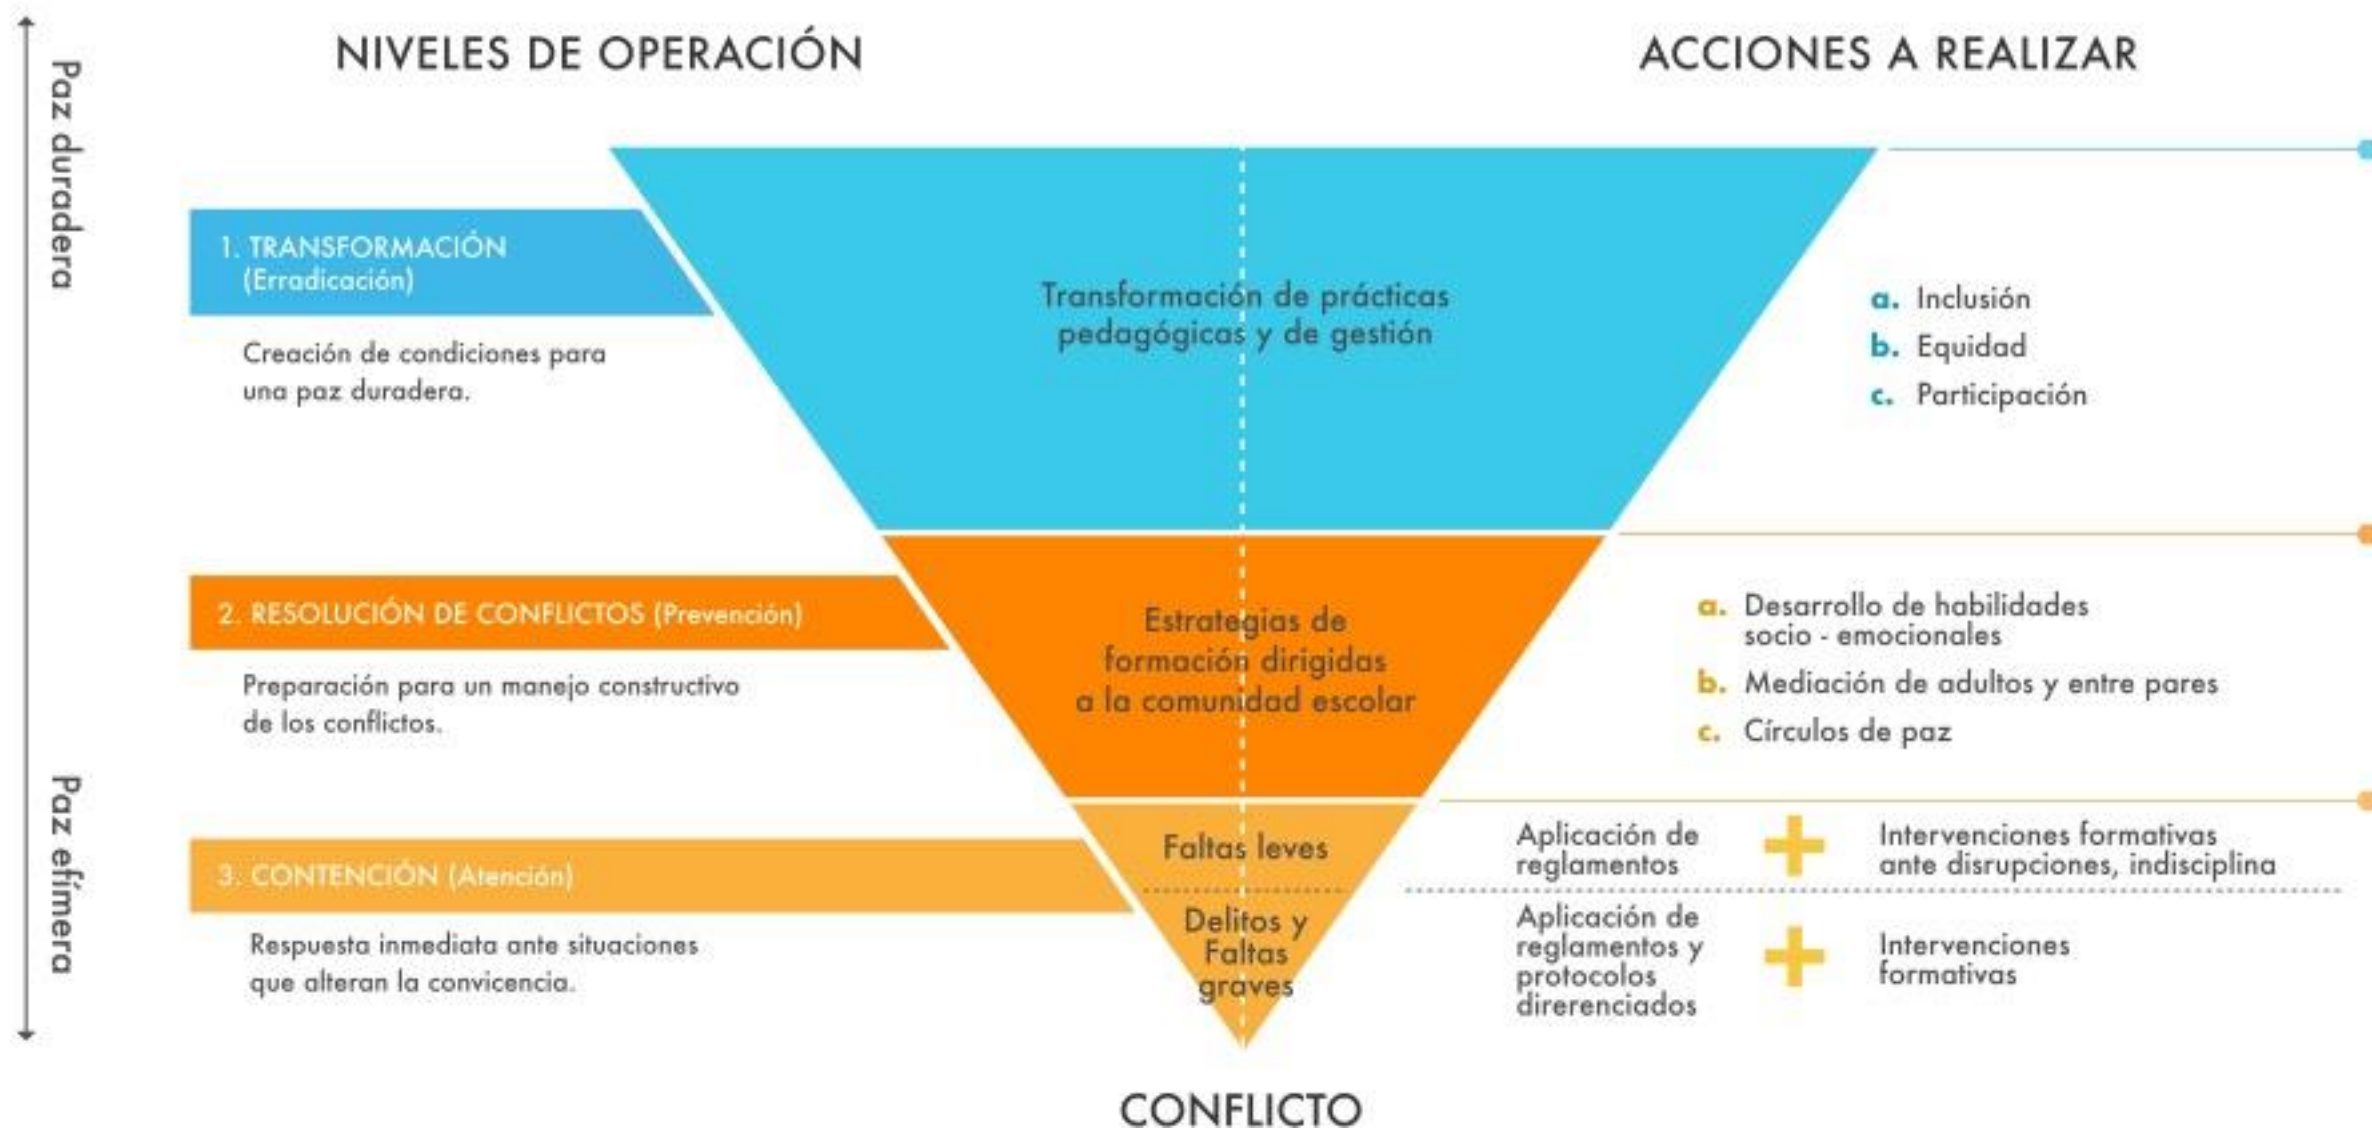 NIVELES DE OPERACIÓN
ACCIONES A REALIZAR
Paz duradera
1. TRANSFORMACIÓN
(Erradicación)
Creación de condiciones para
una paz duradera.
Transformación de prácticas
pedagógicas y de gestión
a. Inclusión
b. Equidad
c. Participación
2. RESOLUCIÓN DE CONFLICTOS (Prevención)
Preparación para un manejo constructivo
de los conflictos.
Estrategias de
formación dirigidas
a la comunidad escolar
a. Desarrollo de habilidades
socio - emocionales
b. Mediación de adultos y entre pares
c. Círculos de paz
Paz efímera
3. CONTENCIÓN (Atención)
Respuesta inmediata ante situaciones
que alteran la convicencia.
Faltas leves
Aplicación de
reglamentos
+
Intervenciones formativas
ante disrupciones, indisciplina
Delitos y
Faltas
graves
Aplicación de
reglamentos y
protocolos
direrenciados
+
Intervenciones
formativas
CONFLICTO